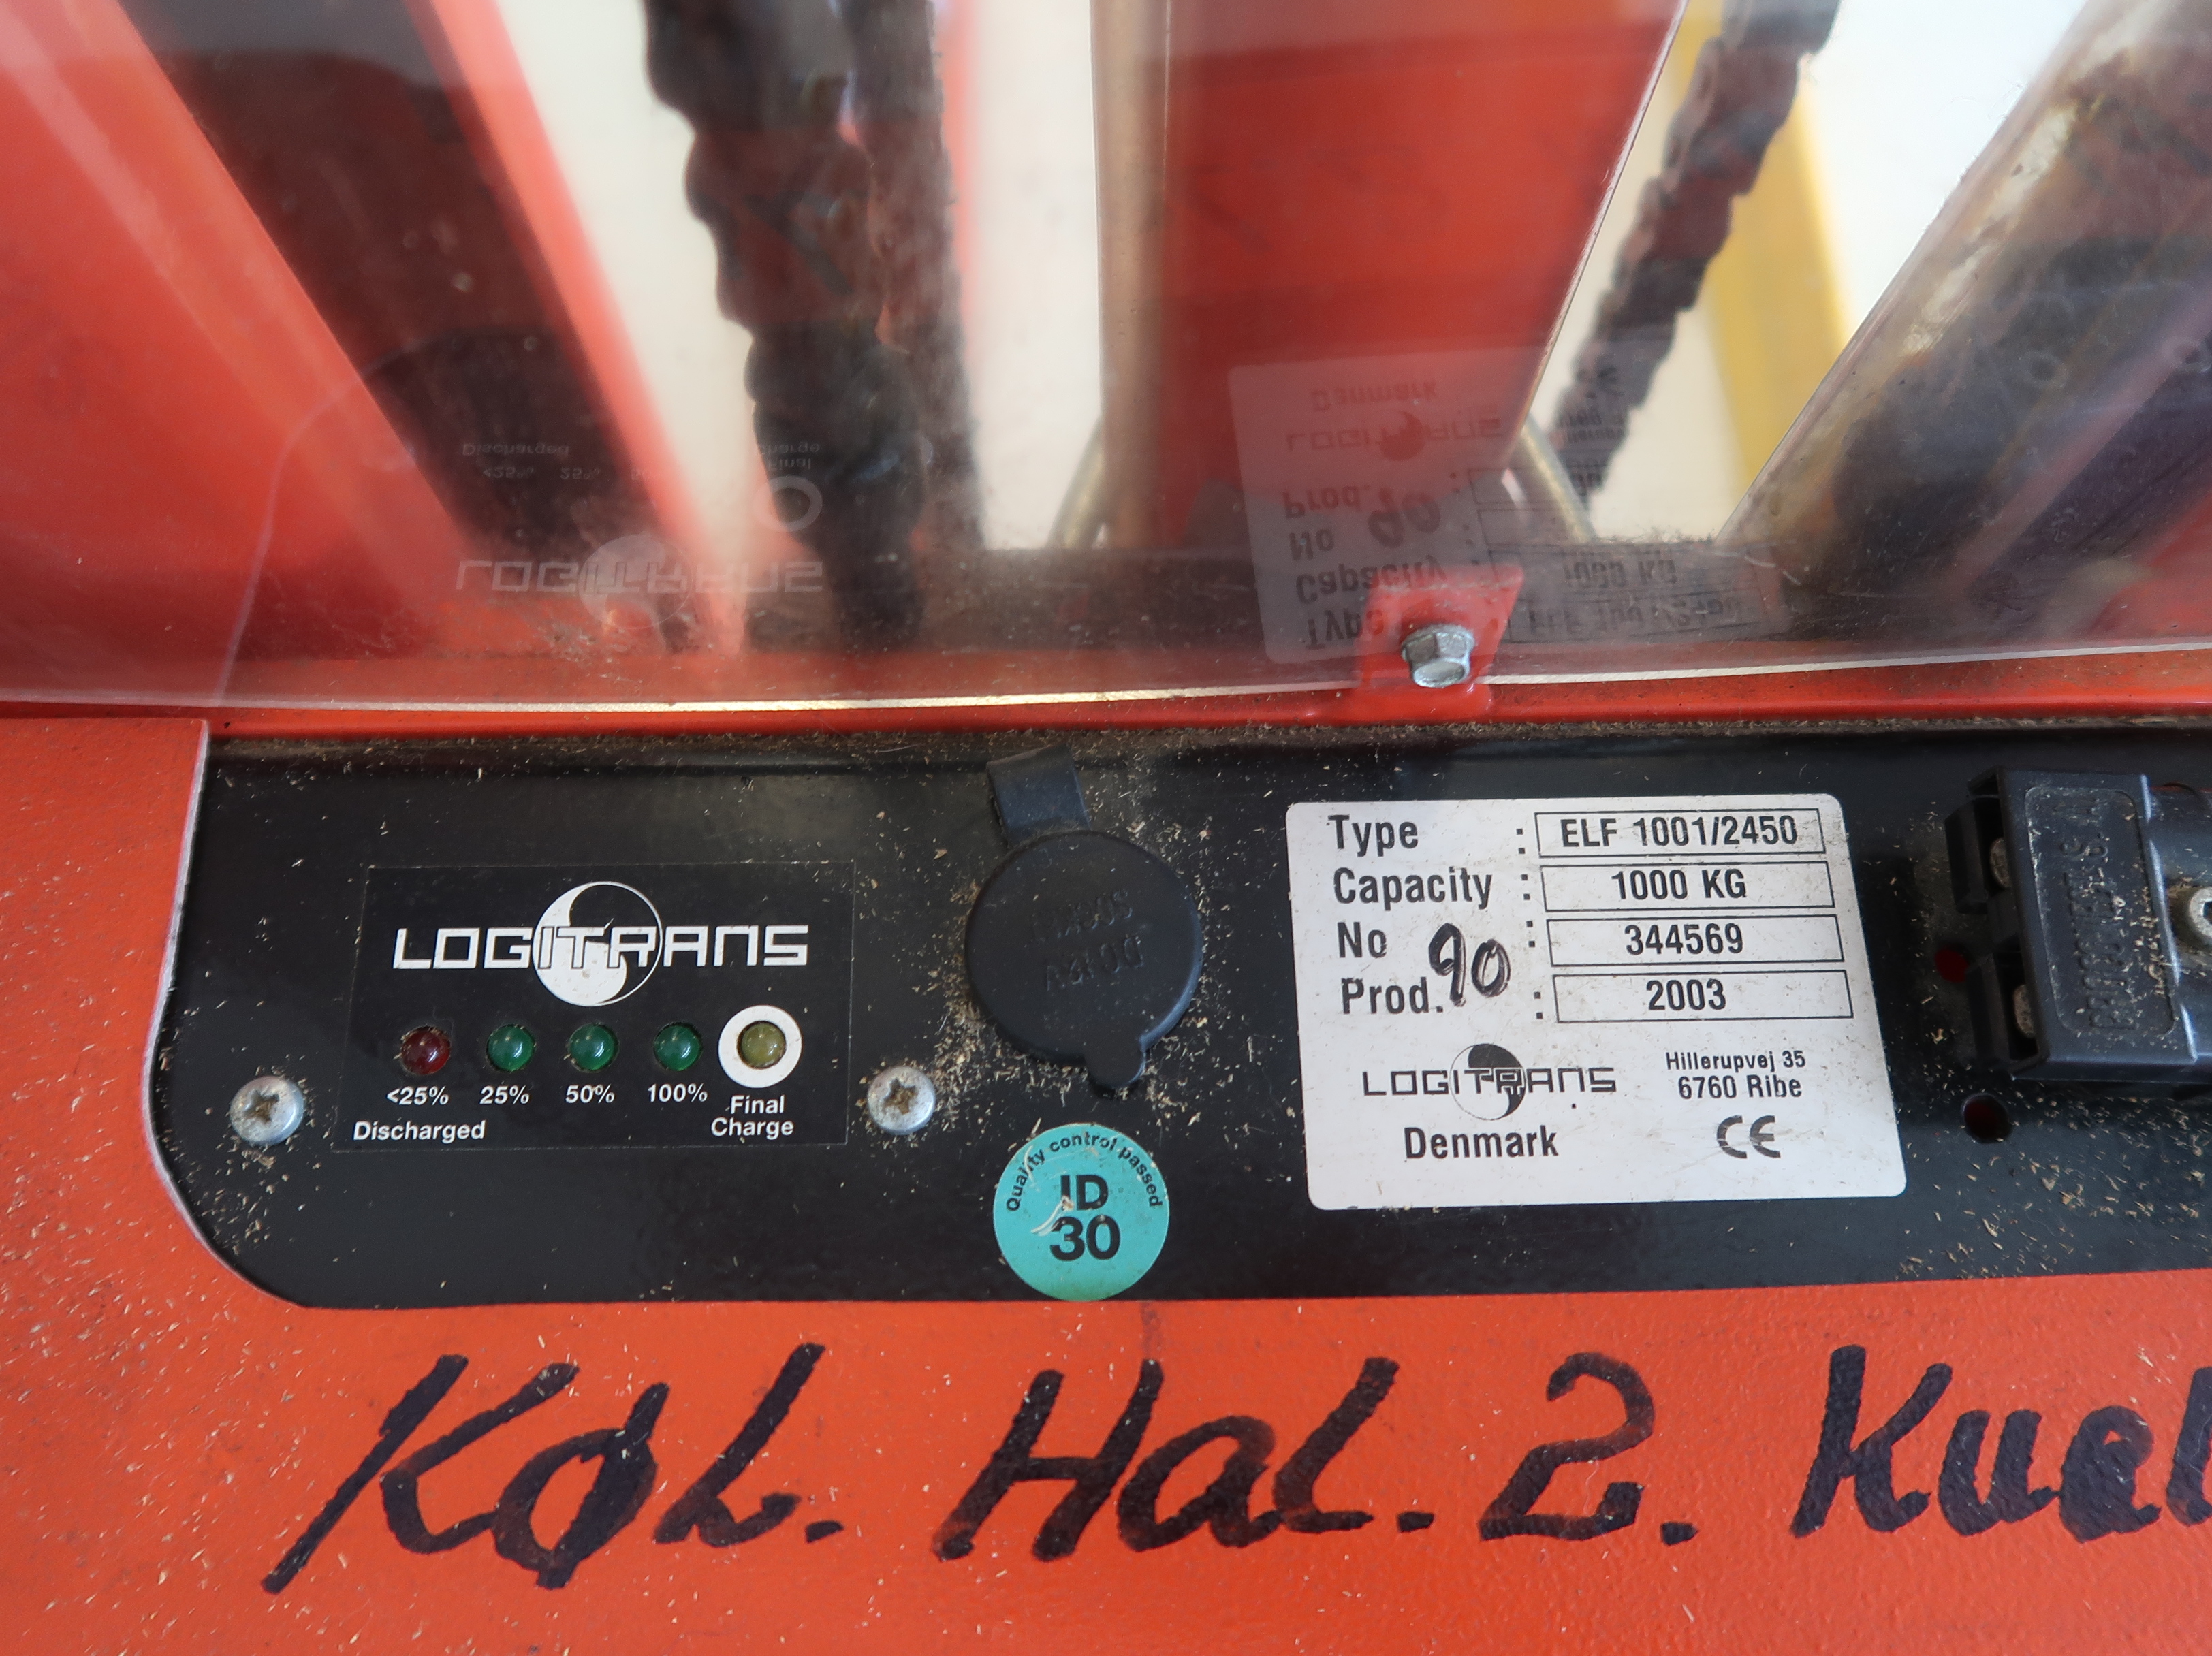 LOGITRANS
<25% 25% 50% 100%
Discharged
Final
Charge
Quality control passed
ID
30
Type : ELF 1001/2450
Capacity : 1000 KG
No : 344569
Prod. : 2003
90
LOGITRANS
Denmark
Hillerupvej 35
6760 Ribe
CE
Køl. Hal. 2. Kuel